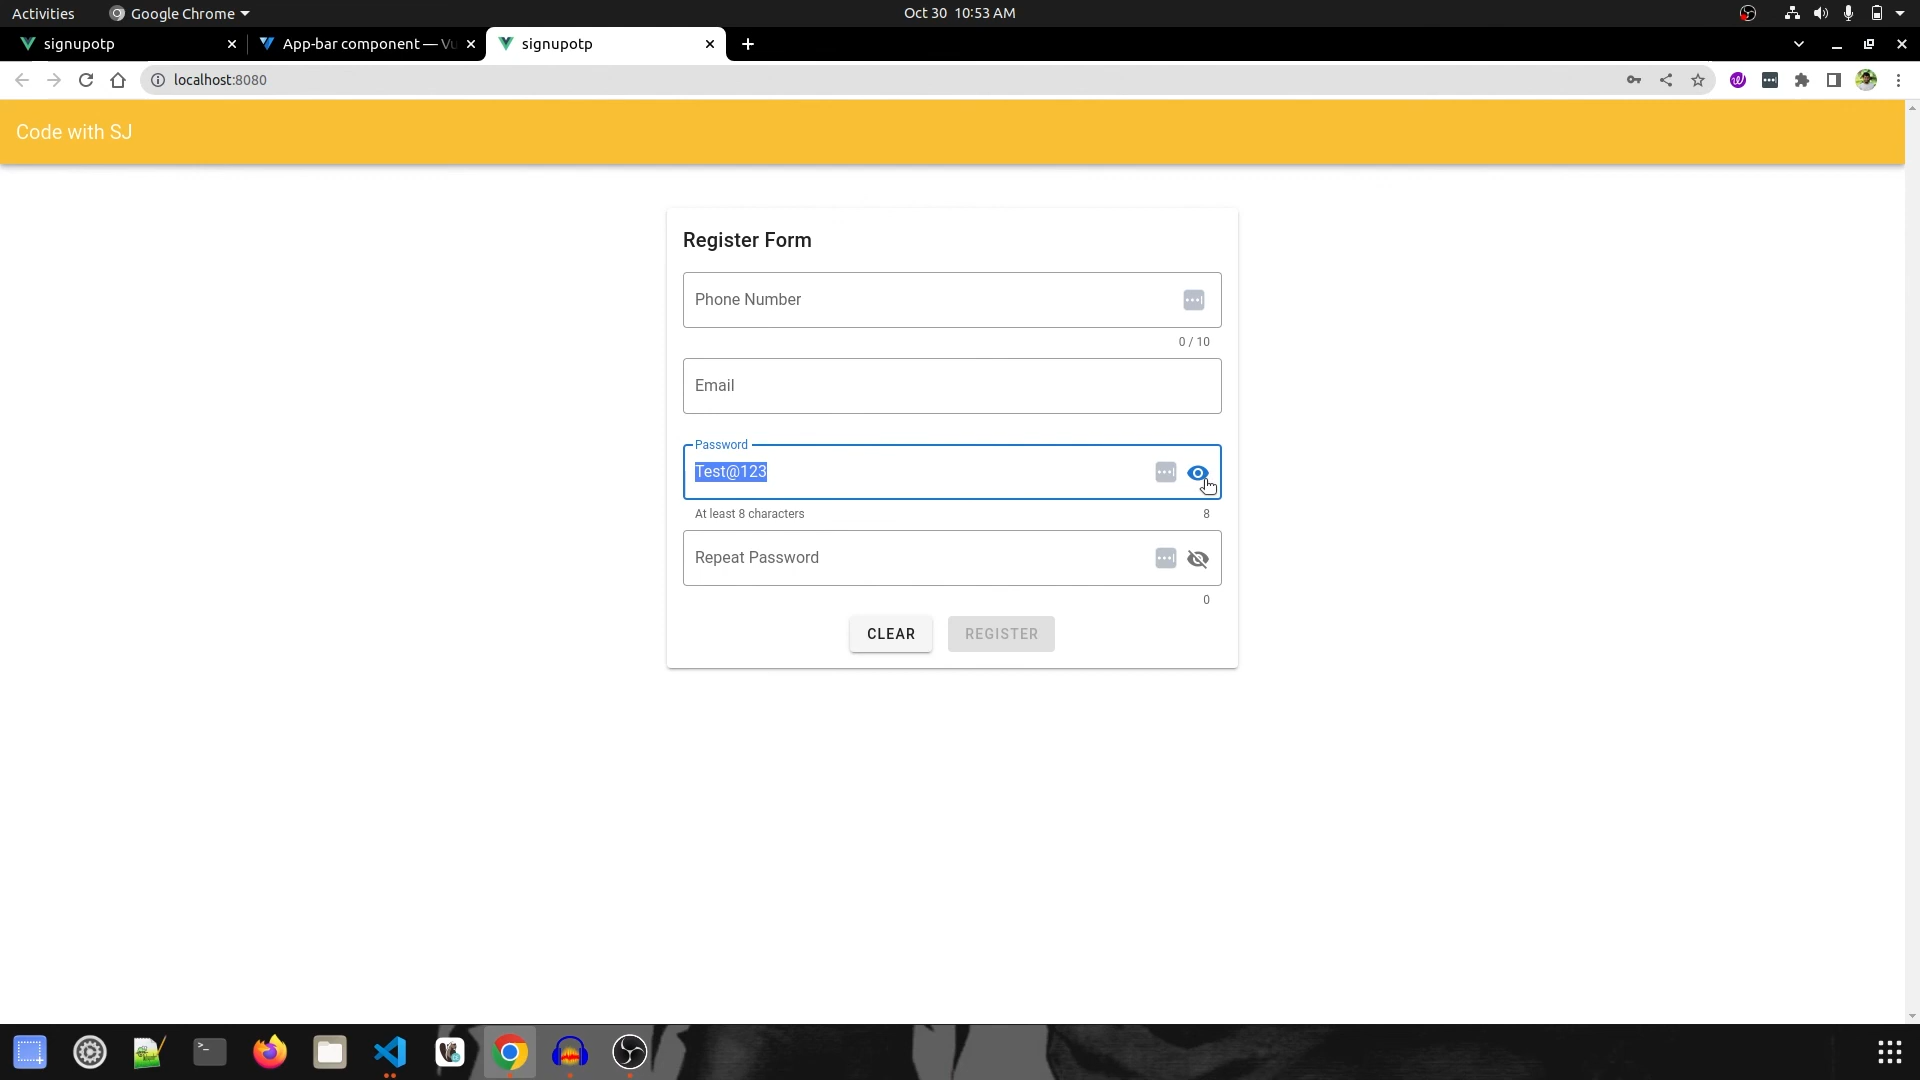 Activities
Google Chrome
Oct 30 10:53 AM
signupotp
App-bar component — Vu
signupotp
localhost:8080
Code with SJ
Register Form
Phone Number
0 / 10
Email
Password
Test@123
At least 8 characters
8
Repeat Password
0
CLEAR
REGISTER